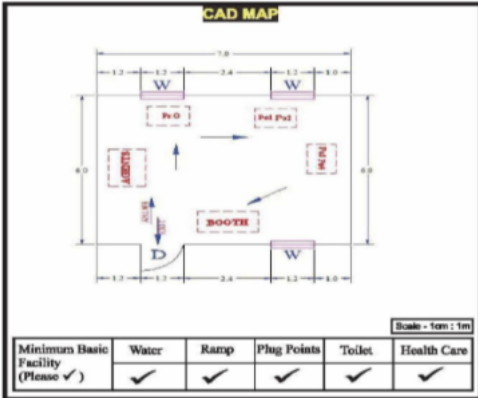 CAD MAP
7.0
1.2 1.2 2.4 1.2 1.0
W W
PrO Pol Pol
AGENTS
6.0 6.0
BOOTH
D W
1.2 1.2 2.4 1.2 1.0
Scale - 1cm : 1m
Minimum Basic Facility (Please ✓) Water Ramp Plug Points Toilet Health Care
✓ ✓ ✓ ✓ ✓